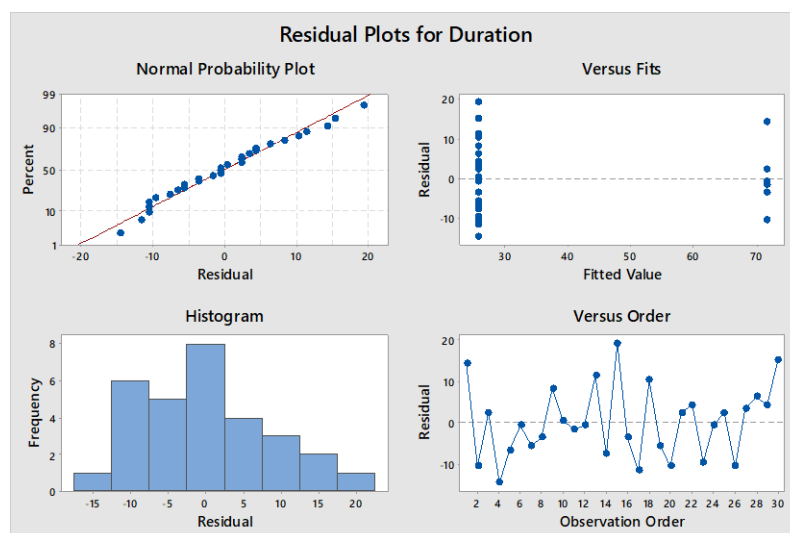 Residual Plots for Duration
Normal Probability Plot
99
90
50
10
1
Percent
-20 -10 0 10 20
Residual
Versus Fits
20
10
0
-10
Residual
30 40 50 60 70
Fitted Value
Histogram
8
6
4
2
0
Frequency
-15 -10 -5 0 5 10 15 20
Residual
Versus Order
20
10
0
-10
Residual
2 4 6 8 10 12 14 16 18 20 22 24 26 28 30
Observation Order